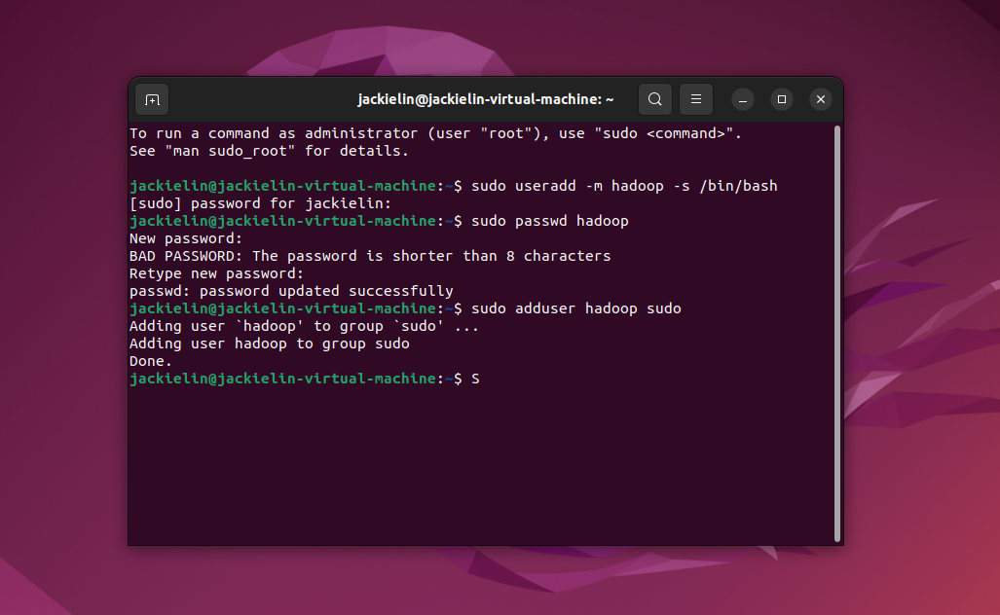 jackielin@jackielin-virtual-machine: ~
To run a command as administrator (user "root"), use "sudo <command>".
See "man sudo_root" for details.
jackielin@jackielin-virtual-machine:~$ sudo useradd -m hadoop -s /bin/bash
[sudo] password for jackielin:
jackielin@jackielin-virtual-machine:~$ sudo passwd hadoop
New password:
BAD PASSWORD: The password is shorter than 8 characters
Retype new password:
passwd: password updated successfully
jackielin@jackielin-virtual-machine:~$ sudo adduser hadoop sudo
Adding user `hadoop' to group `sudo' ...
Adding user hadoop to group sudo
Done.
jackielin@jackielin-virtual-machine:~$ S